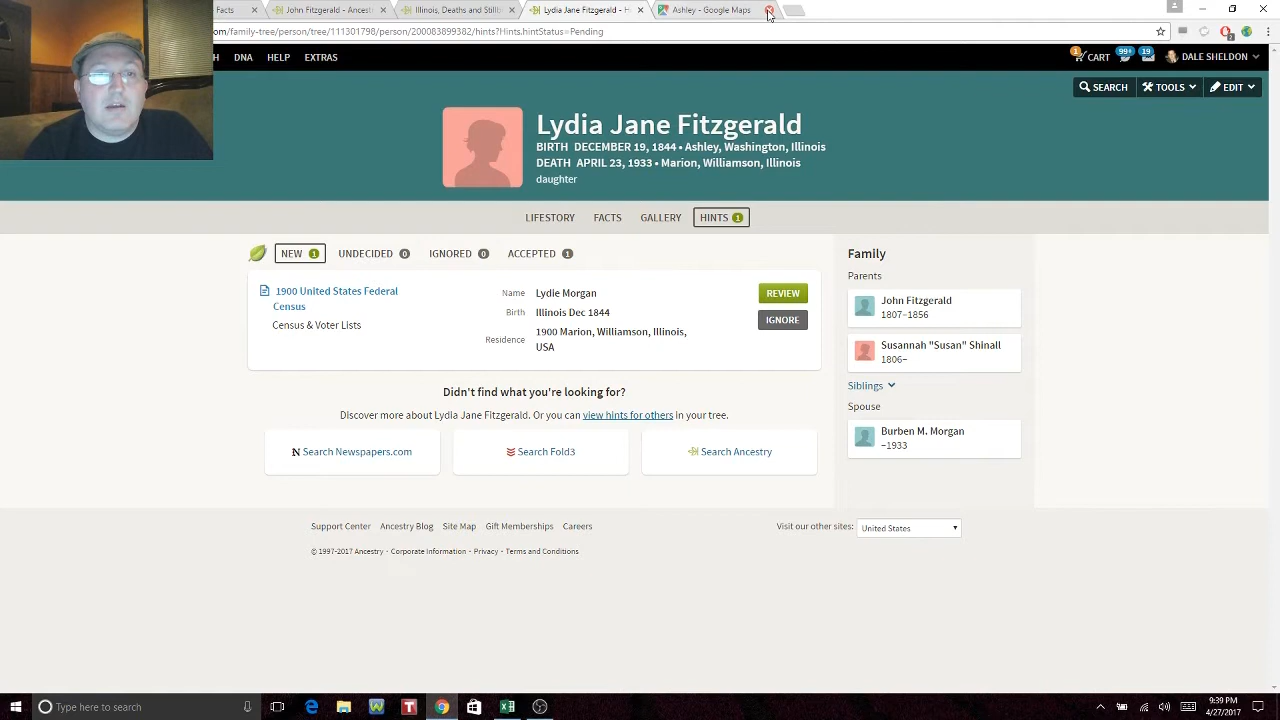 Facts
John Fitzgerald - Ancest
Illinois, Deaths and Stillb
Lydia Jane Fitzgerald - H
Ashley - Google Maps
om/family-tree/person/tree/111301798/person/200083899382/hints?Hints.hintStatus=Pending
H DNA HELP EXTRAS
1 CART 99+ 19 DALE SHELDON
SEARCH TOOLS EDIT
Lydia Jane Fitzgerald
BIRTH DECEMBER 19, 1844 • Ashley, Washington, Illinois
DEATH APRIL 23, 1933 • Marion, Williamson, Illinois
daughter
LIFESTORY FACTS GALLERY HINTS 1
NEW 1 UNDECIDED 0 IGNORED 0 ACCEPTED 1
1900 United States Federal
Census
Census & Voter Lists
Name Lydie Morgan
Birth Illinois Dec 1844
Residence 1900 Marion, Williamson, Illinois,
USA
REVIEW
IGNORE
Didn't find what you're looking for?
Discover more about Lydia Jane Fitzgerald. Or you can view hints for others in your tree.
Search Newspapers.com Search Fold3 Search Ancestry
Family
Parents
John Fitzgerald
1807–1856
Susannah "Susan" Shinall
1806–
Siblings
Spouse
Burben M. Morgan
–1933
Support Center Ancestry Blog Site Map Gift Memberships Careers
Visit our other sites: United States
© 1997-2017 Ancestry Corporate Information Privacy Terms and Conditions
Type here to search
9:39 PM
4/27/2017